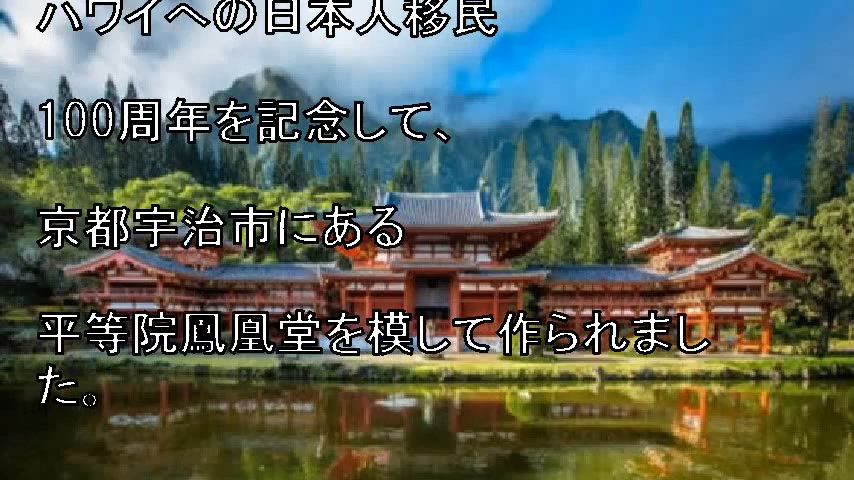 ハワイへの日本人移民
100周年を記念して、
京都宇治市にある
平等院鳳凰堂を模して作られまし
た。